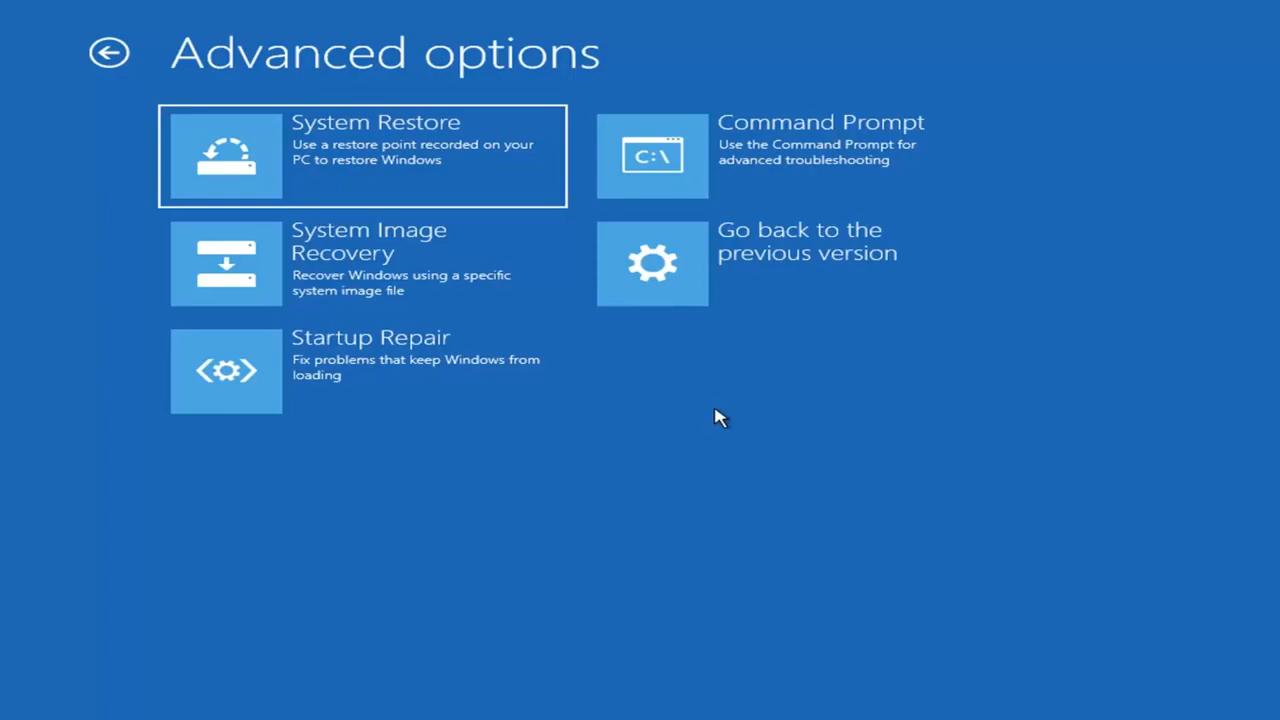 Advanced options
System Restore
Use a restore point recorded on your
PC to restore Windows
Command Prompt
Use the Command Prompt for
advanced troubleshooting
C:\
System Image
Recovery
Recover Windows using a specific
system image file
Go back to the
previous version
Startup Repair
Fix problems that keep Windows from
loading